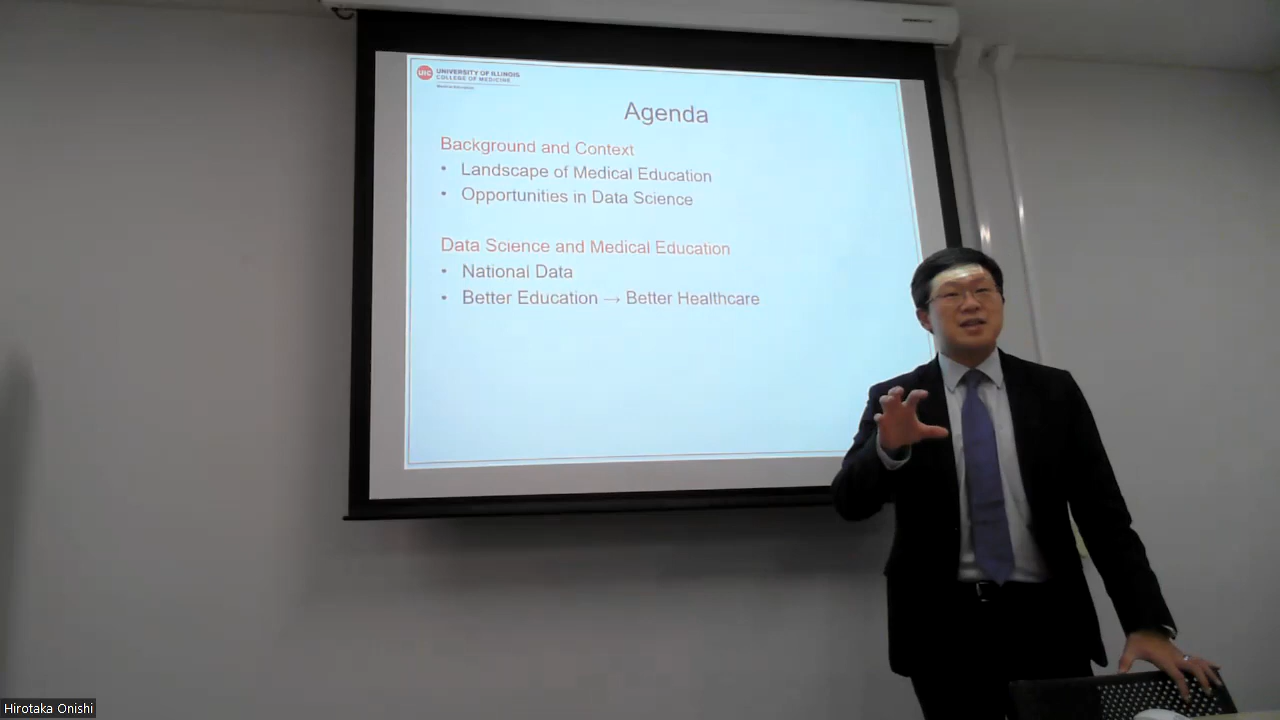 UIC
UNIVERSITY OF ILLINOIS
COLLEGE OF MEDICINE
Agenda
Background and Context
• Landscape of Medical Education
• Opportunities in Data Science
Data Science and Medical Education
• National Data
• Better Education → Better Healthcare
Hirotaka Onishi